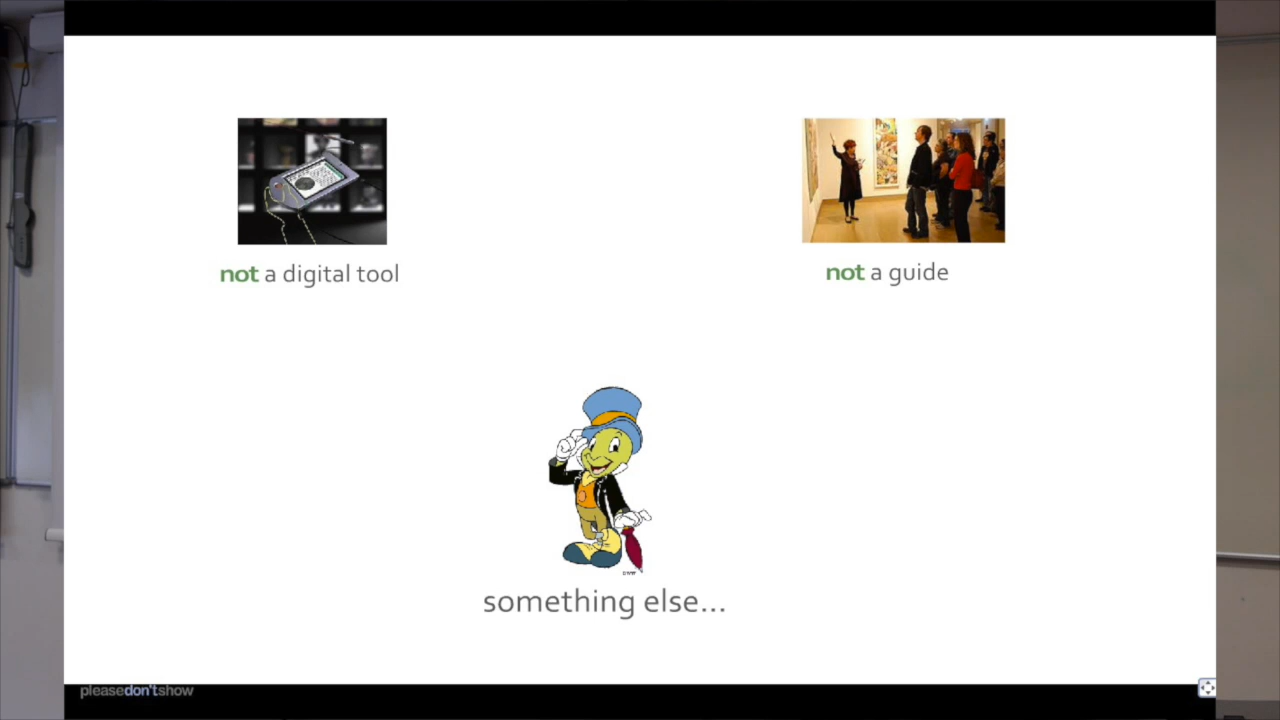 not a digital tool
not a guide
something else...
pleasedon'tshow